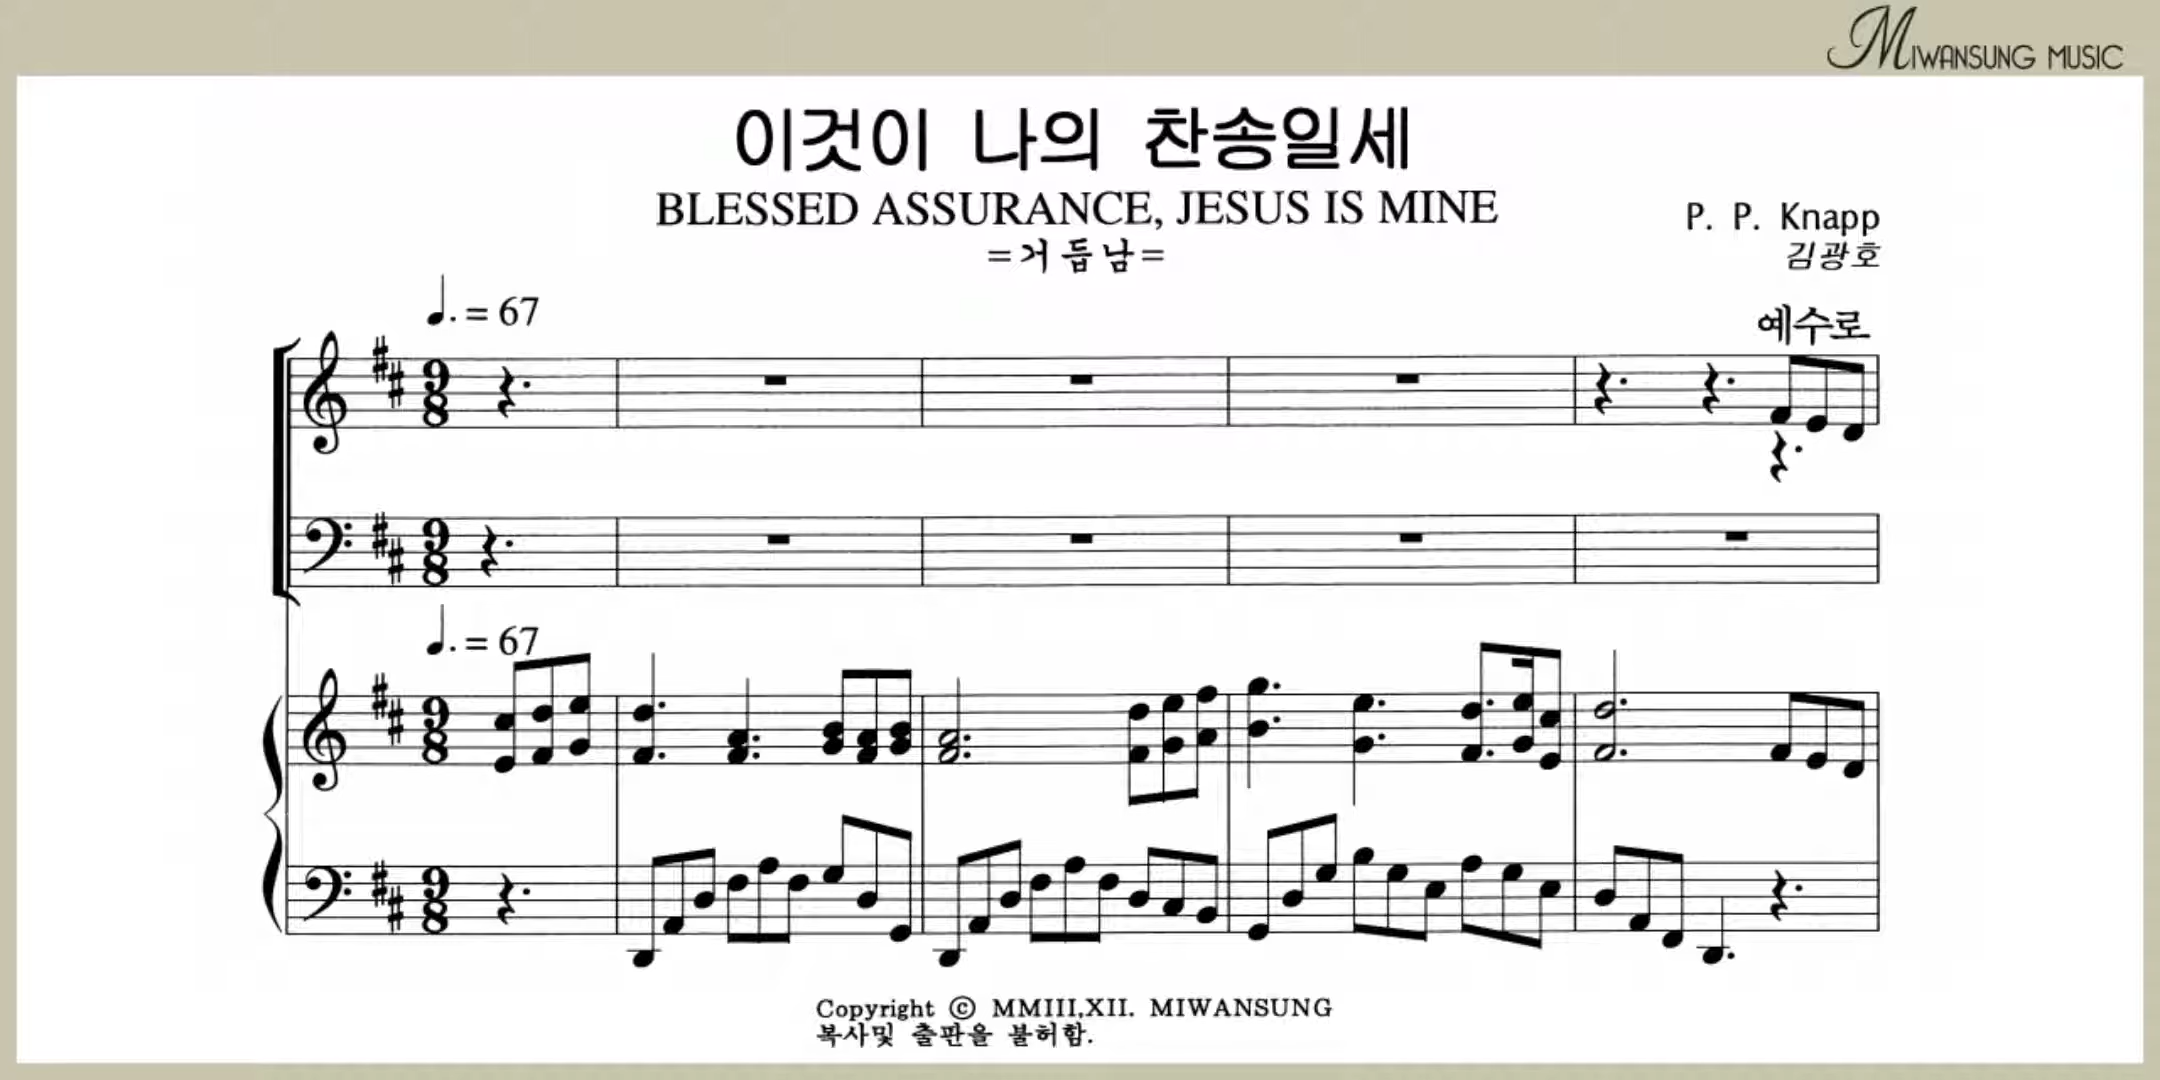 MIWANSUNG MUSIC
이것이 나의 찬송일세
BLESSED ASSURANCE, JESUS IS MINE
=거듭남=
P. P. Knapp
김광호
♩. = 67
예수로
♩. = 67
Copyright © MMIII,XII. MIWANSUNG
복사및 출판을 불허함.